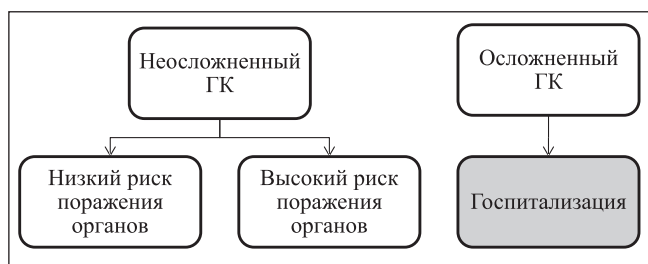 Неосложненный
ГК
Осложненный
ГК
Низкий риск
поражения
органов
Высокий риск
поражения
органов
Госпитализация